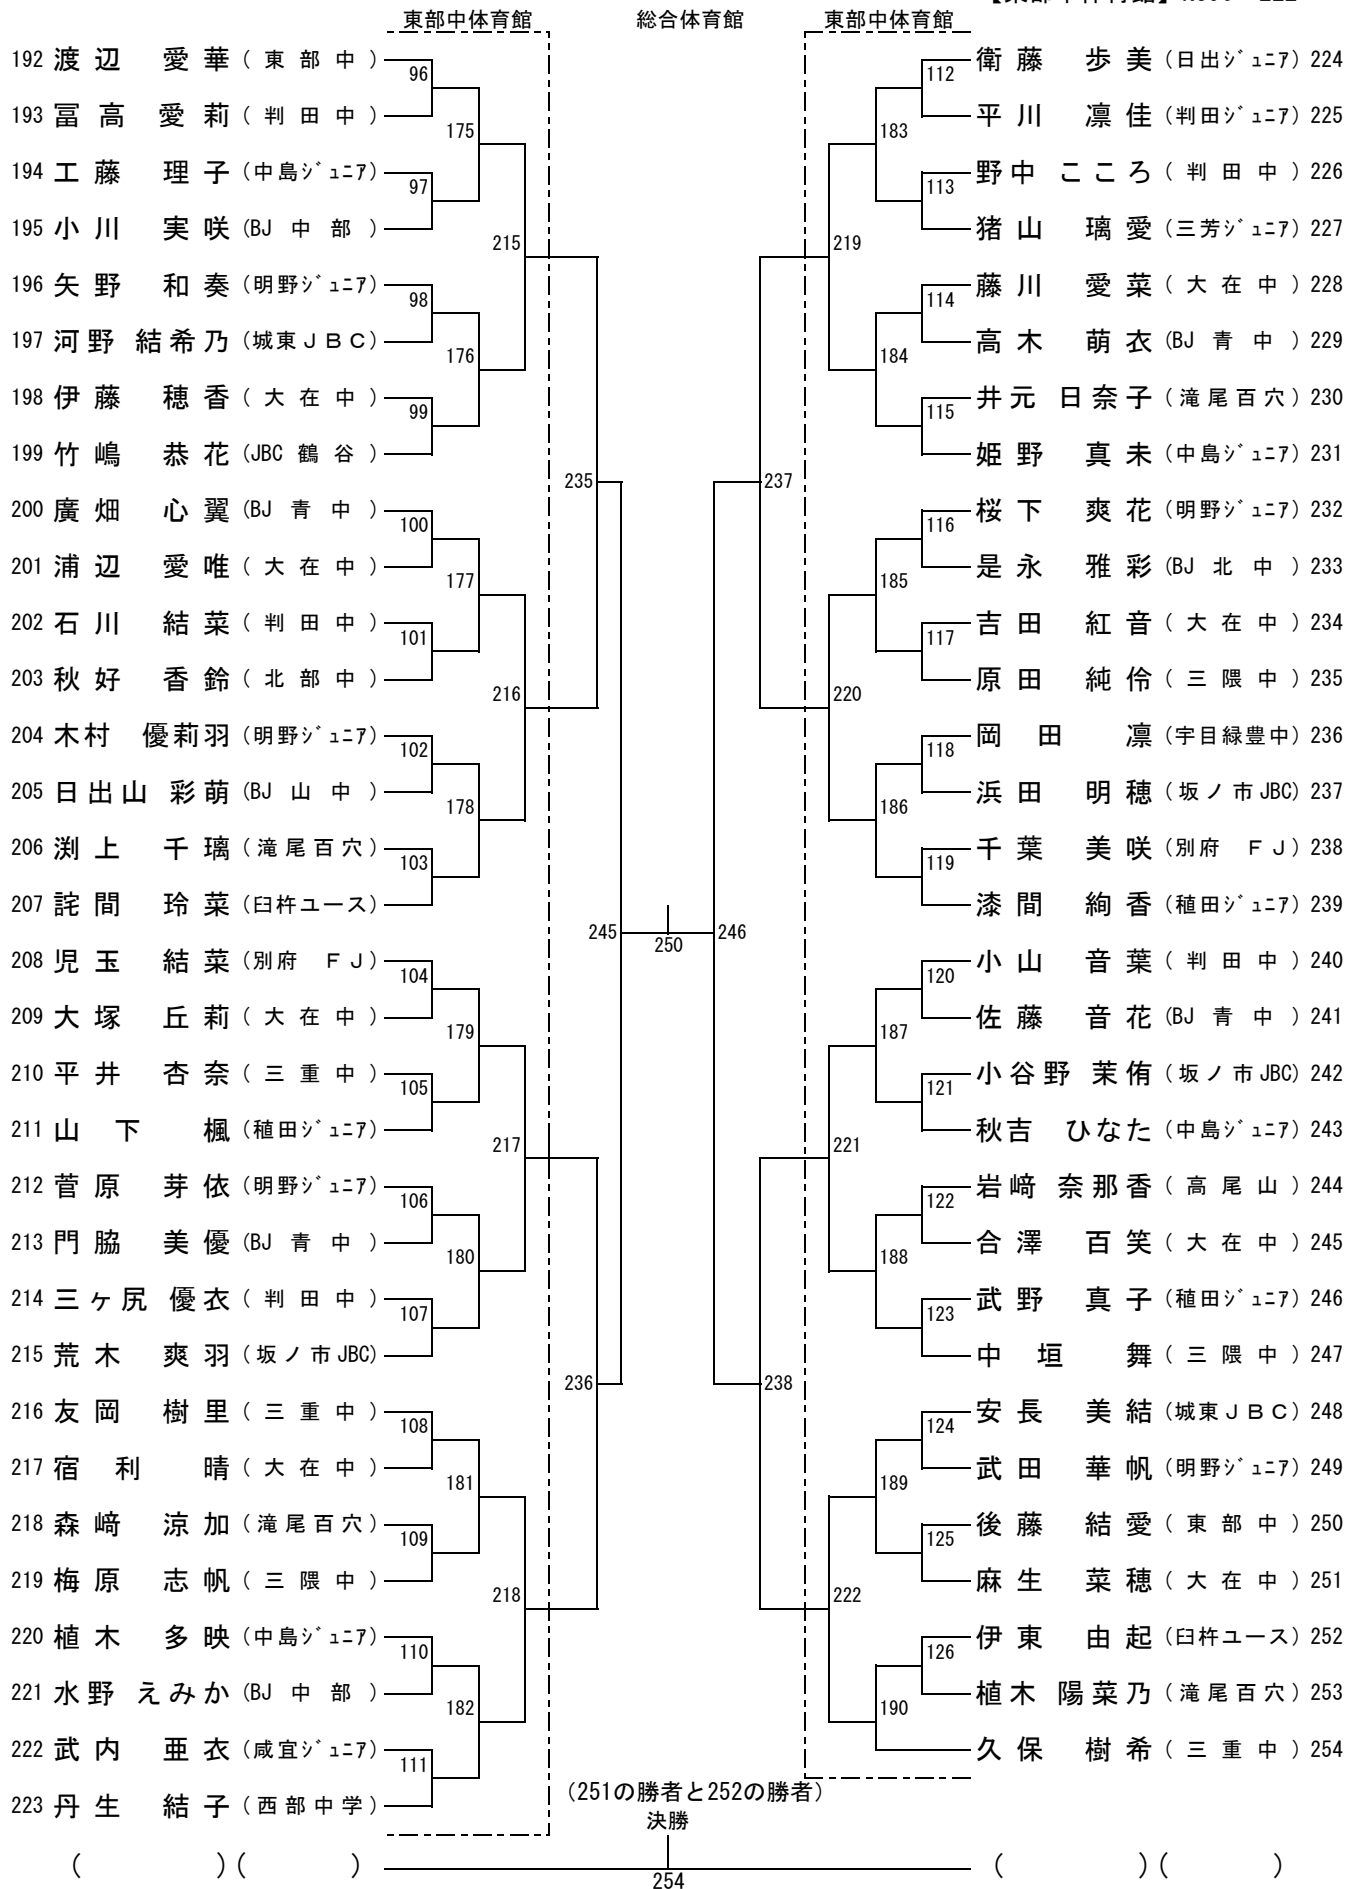 東部中体育館 総合体育館 東部中体育館
192 渡辺 愛華 (東部中)
193 冨高 愛莉 (判田中)
194 工藤 理子 (中島ジュニア)
195 小川 実咲 (BJ中部)
196 矢野 和奏 (明野ジュニア)
197 河野 結希乃 (城東JBC)
198 伊藤 穂香 (大在中)
199 竹嶋 恭花 (JBC鶴谷)
200 廣畑 心翼 (BJ青中)
201 浦辺 愛唯 (大在中)
202 石川 結菜 (判田中)
203 秋好 香鈴 (北部中)
204 木村 優莉羽 (明野ジュニア)
205 日出山 彩萌 (BJ山中)
206 渕上 千璃 (滝尾百穴)
207 詫間 玲菜 (臼杵ユース)
208 児玉 結菜 (別府 FJ)
209 大塚 丘莉 (大在中)
210 平井 杏奈 (三重中)
211 山下 楓 (稙田ジュニア)
212 菅原 芽依 (明野ジュニア)
213 門脇 美優 (BJ青中)
214 三ヶ尻 優衣 (判田中)
215 荒木 爽羽 (坂ノ市JBC)
216 友岡 樹里 (三重中)
217 宿利 晴 (大在中)
218 森﨑 涼加 (滝尾百穴)
219 梅原 志帆 (三隈中)
220 植木 多映 (中島ジュニア)
221 水野 えみか (BJ中部)
222 武内 亜衣 (咸宜ジュニア)
223 丹生 結子 (西部中学)
96
97
98
99
100
101
102
103
104
105
106
107
108
109
110
111
175
176
177
178
179
180
181
182
215
216
217
218
235
236
245
250
246
237
238
219
220
221
222
183
184
185
186
187
188
189
190
112
113
114
115
116
117
118
119
120
121
122
123
124
125
126
衛藤 歩美 (日出ジュニア) 224
平川 凛佳 (判田ジュニア) 225
野中 こころ (判田中) 226
猪山 璃愛 (三芳ジュニア) 227
藤川 愛菜 (大在中) 228
高木 萌衣 (BJ青中) 229
井元 日奈子 (滝尾百穴) 230
姫野 真未 (中島ジュニア) 231
桜下 爽花 (明野ジュニア) 232
是永 雅彩 (BJ北中) 233
吉田 紅音 (大在中) 234
原田 純伶 (三隈中) 235
岡田 凛 (宇目緑豊中) 236
浜田 明穂 (坂ノ市JBC) 237
千葉 美咲 (別府 FJ) 238
漆間 絢香 (稙田ジュニア) 239
小山 音葉 (判田中) 240
佐藤 音花 (BJ青中) 241
小谷野 茉侑 (坂ノ市JBC) 242
秋吉 ひなた (中島ジュニア) 243
岩﨑 奈那香 (高尾山) 244
合澤 百笑 (大在中) 245
武野 真子 (稙田ジュニア) 246
中垣 舞 (三隈中) 247
安長 美結 (城東JBC) 248
武田 華帆 (明野ジュニア) 249
後藤 結愛 (東部中) 250
麻生 菜穂 (大在中) 251
伊東 由起 (臼杵ユース) 252
植木 陽菜乃 (滝尾百穴) 253
久保 樹希 (三重中) 254
(251の勝者と252の勝者)
決勝
( ) ( ) ( ) ( )
254